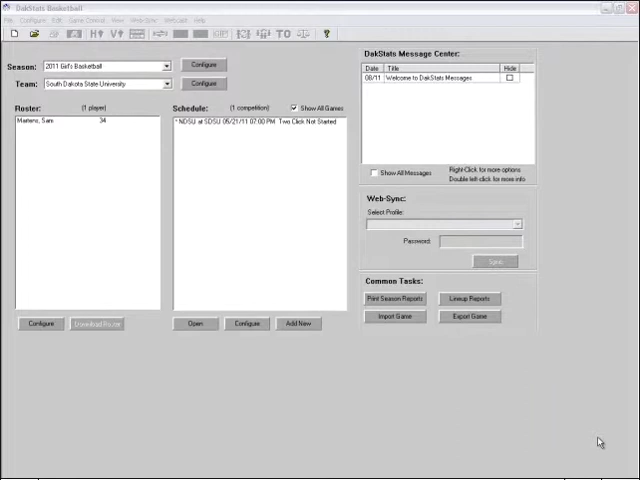 DakStats Basketball
File Configure Edit Game Control View Web-Sync Webcast Help
TO ?
Season: 2011 Girl's Basketball Configure
Team: South Dakota State University Configure
Roster: (1 player)
Martens, Sam 34
Configure Download Roster
Schedule: (1 competition) Show All Games
* NDSU at SDSU 05/21/11 07:00 PM Two Click Not Started
Open Configure Add New
DakStats Message Center:
Date Title Hide
08/11 Welcome to DakStats Messages
Show All Messages
Right-Click for more options
Double left-click for more info
Web-Sync:
Select Profile:
Password:
Sync
Common Tasks:
Print Season Reports Lineup Reports
Import Game Export Game